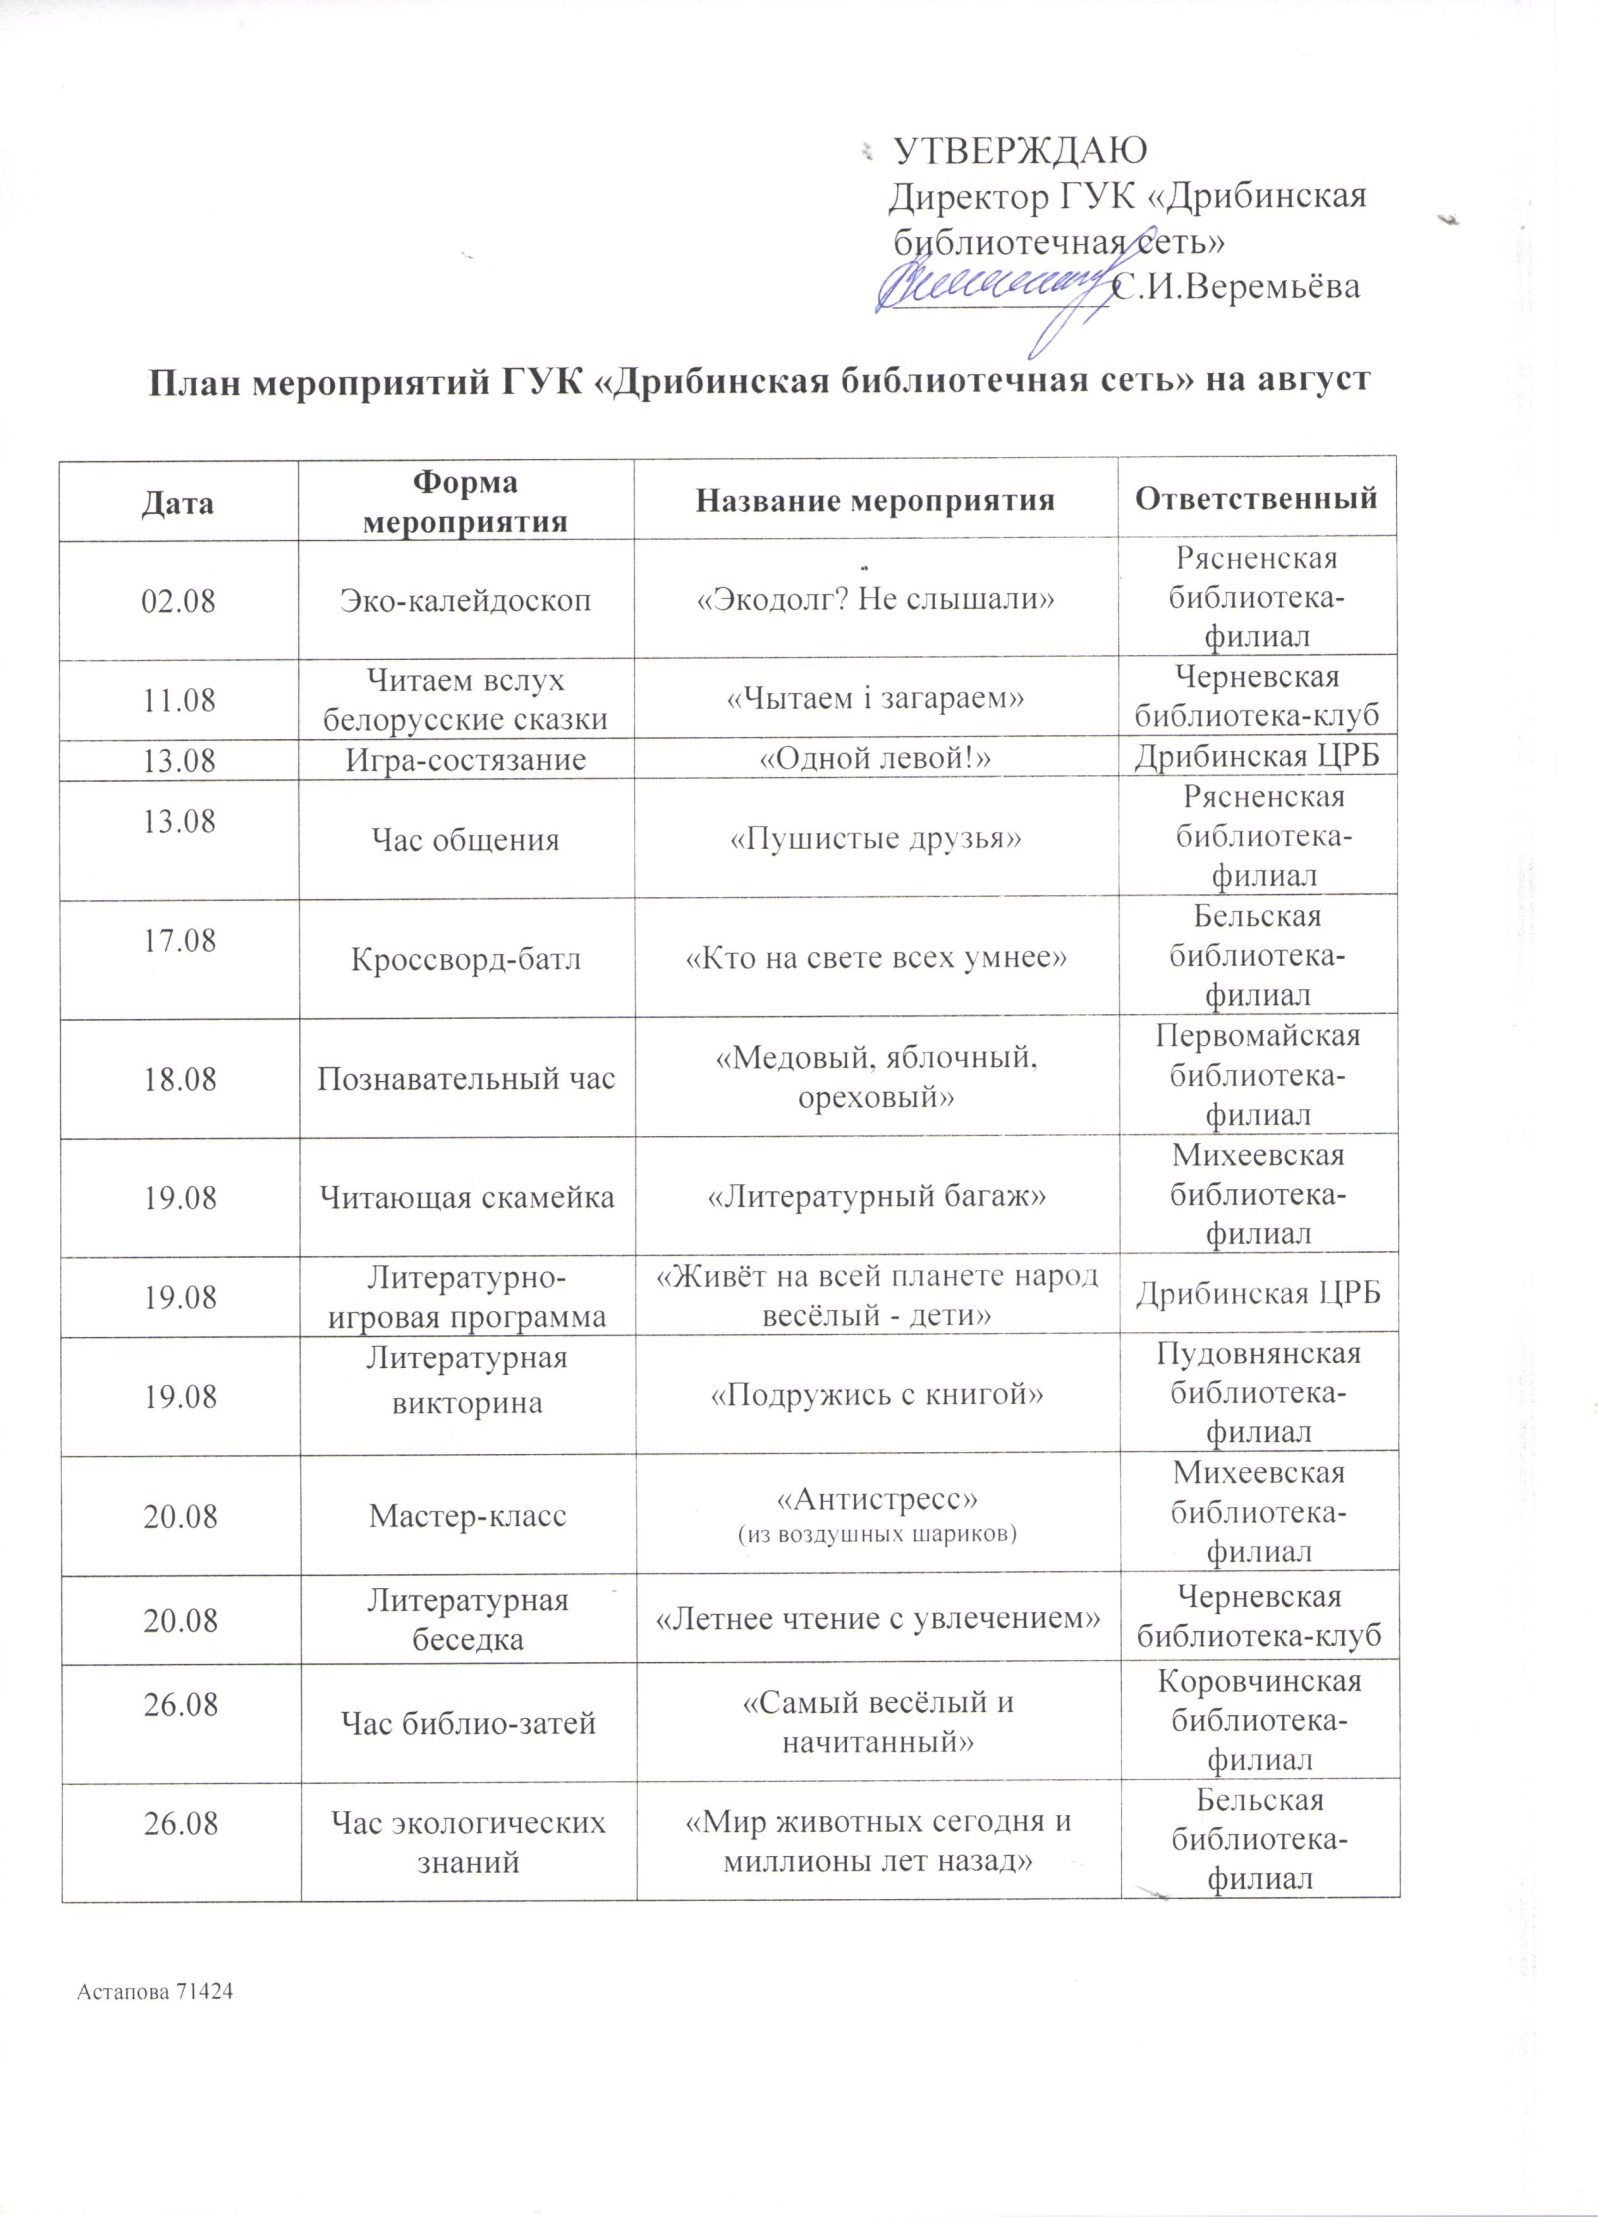 УТВЕРЖДАЮ
Директор ГУК «Дрибинская
библиотечная сеть»
С.И.Веремьёва
План мероприятий ГУК «Дрибинская библиотечная сеть» на август
Дата
Форма
мероприятия
Название мероприятия
Ответственный
02.08
Эко-калейдоскоп
«Экодолг? Не слышали»
Рясненская
библиотека-
филиал
11.08
Читаем вслух
белорусские сказки
«Чытаем і загараем»
Черневская
библиотека-клуб
13.08
Игра-состязание
«Одной левой!»
Дрибинская ЦРБ
13.08
Час общения
«Пушистые друзья»
Рясненская
библиотека-
филиал
17.08
Кроссворд-батл
«Кто на свете всех умнее»
Бельская
библиотека-
филиал
18.08
Познавательный час
«Медовый, яблочный,
ореховый»
Первомайская
библиотека-
филиал
19.08
Читающая скамейка
«Литературный багаж»
Михеевская
библиотека-
филиал
19.08
Литературно-
игровая программа
«Живёт на всей планете народ
весёлый - дети»
Дрибинская ЦРБ
19.08
Литературная
викторина
«Подружись с книгой»
Пудовнянская
библиотека-
филиал
20.08
Мастер-класс
«Антистресс»
(из воздушных шариков)
Михеевская
библиотека-
филиал
20.08
Литературная
беседка
«Летнее чтение с увлечением»
Черневская
библиотека-клуб
26.08
Час библио-затей
«Самый весёлый и
начитанный»
Коровчинская
библиотека-
филиал
26.08
Час экологических
знаний
«Мир животных сегодня и
миллионы лет назад»
Бельская
библиотека-
филиал
Астапова 71424